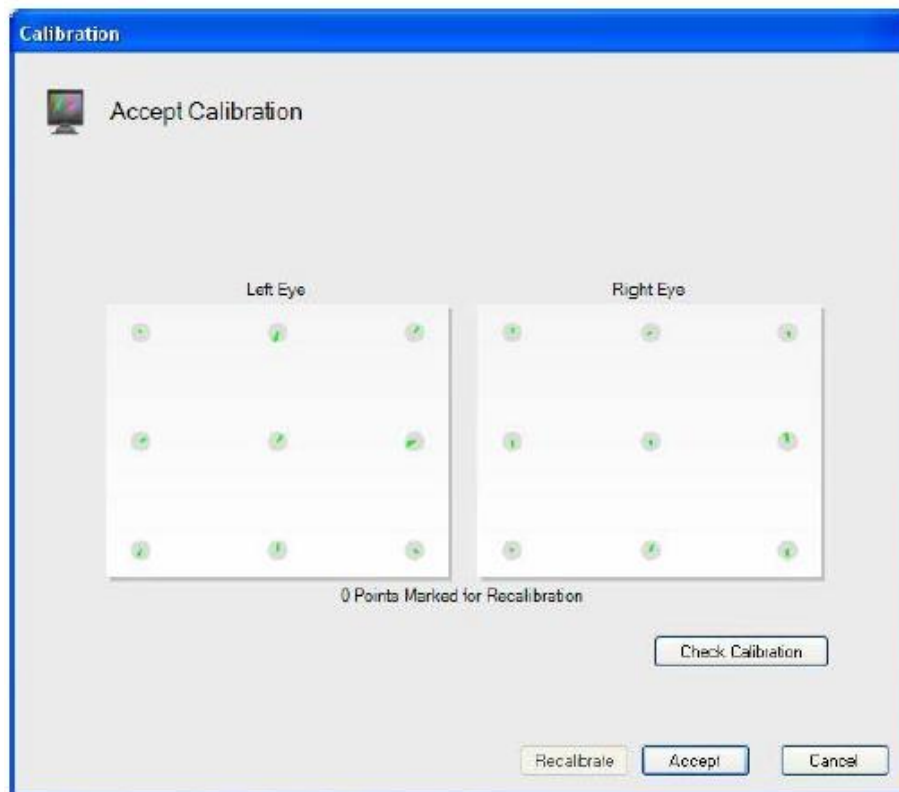 Calibration
Accept Calibration
Left Eye
Right Eye
0 Points Marked for Recalibration
Check Calibration
Recalibrate
Accept
Cancel